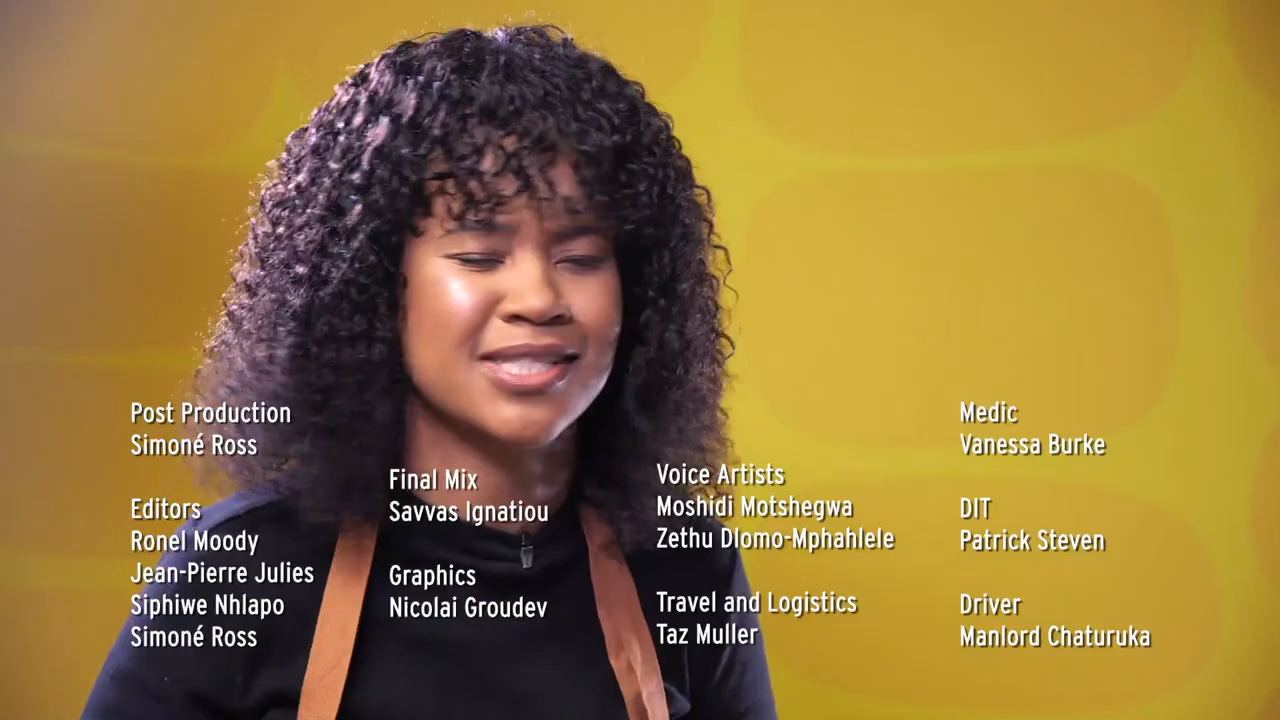 Post Production
Simoné Ross
Editors
Ronel Moody
Jean-Pierre Julies
Siphiwe Nhlapo
Simoné Ross
Final Mix
Savvas Ignatiou
Graphics
Nicolai Groudev
Voice Artists
Moshidi Motshegwa
Zethu Dlomo-Mphahlele
Travel and Logistics
Taz Muller
Medic
Vanessa Burke
DIT
Patrick Steven
Driver
Manlord Chaturuka